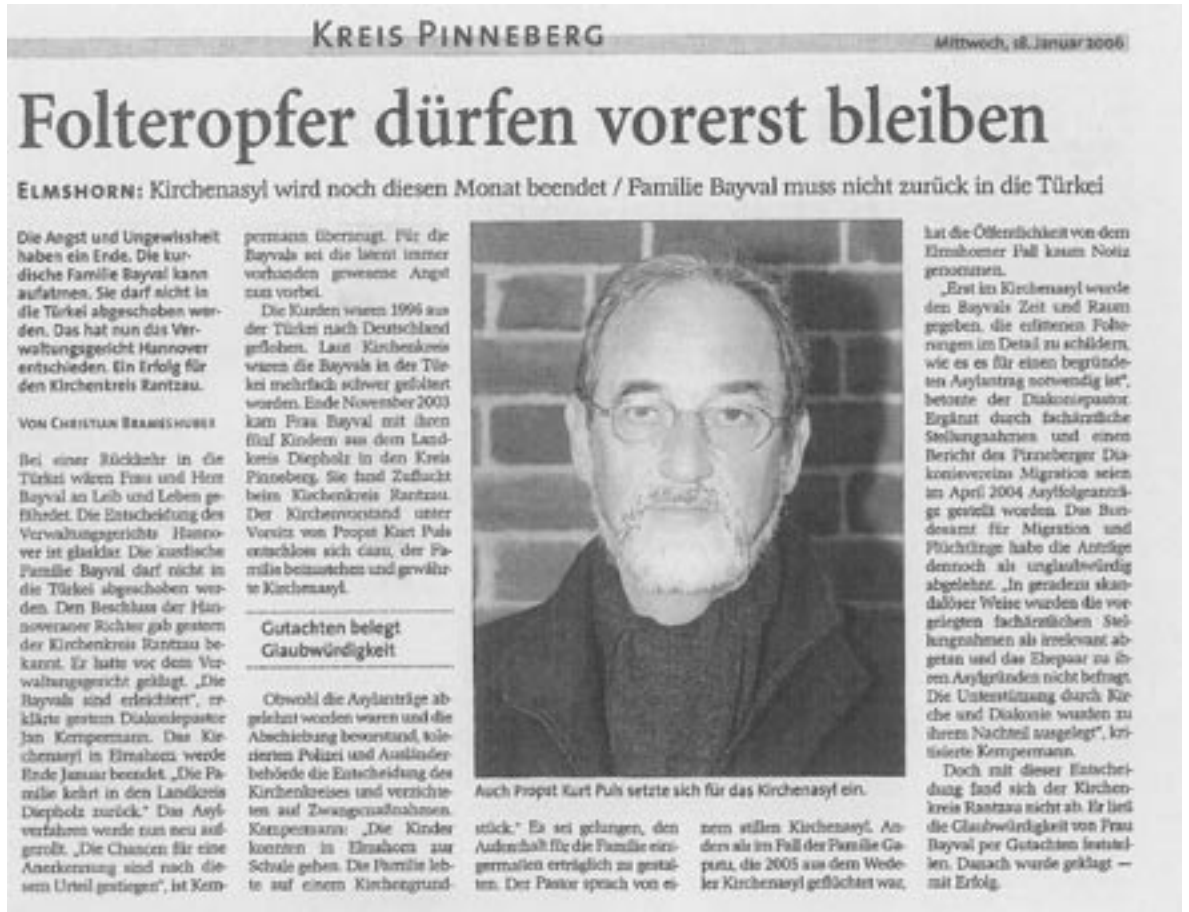 KREIS PINNEBERG
Mittwoch, 18. Januar 2006
Folteropfer dürfen vorerst bleiben
ELMSHORN: Kirchenasyl wird noch diesen Monat beendet / Familie Bayval muss nicht zurück in die Türkei
Die Angst und Ungewissheit
haben ein Ende. Die kur-
dische Familie Bayval kann
aufatmen. Sie darf nicht in
die Türkei abgeschoben wer-
den. Das hat nun das Ver-
waltungsgericht Hannover
entschieden. Ein Erfolg für
den Kirchenkreis Rantzau.
VON CHRISTIAN BRAMESHUBER
Bei einer Rückkehr in die
Türkei wären Frau und Herr
Bayval an Leib und Leben ge-
fährdet. Die Entscheidung des
Verwaltungsgerichts Hanno-
ver ist glasklar. Die kurdische
Familie Bayval darf nicht in
die Türkei abgeschoben wer-
den. Den Beschluss der Han-
noveraner Richter gab gestern
der Kirchenkreis Rantzau be-
kannt. Er hatte vor dem Ver-
waltungsgericht geklagt. „Die
Bayvals sind erleichtert“, er-
klärte gestern Diakoniepastor
Jan Kempermann. Das Kir-
chenasyl in Elmshorn werde
Ende Januar beendet. „Die Fa-
milie kehrt in den Landkreis
Diepholz zurück.“ Das Asyl-
verfahren werde nun neu auf-
gerollt. „Die Chancen für eine
Anerkennung sind nach die-
sem Urteil gestiegen“, ist Kem-
permann überzeugt. Für die
Bayvals sei die latent immer
vorhanden gewesene Angst
nun vorbei.
Die Kurden waren 1996 aus
der Türkei nach Deutschland
geflohen. Laut Kirchenkreis
waren die Bayvals in der Tür-
kei mehrfach schwer gefoltert
worden. Ende November 2003
kam Frau Bayval mit ihren
fünf Kindern aus dem Land-
kreis Diepholz in den Kreis
Pinneberg. Sie fand Zuflucht
beim Kirchenkreis Rantzau.
Der Kirchenvorstand unter
Vorsitz von Propst Kurt Puls
entschloss sich dazu, der Fa-
milie beizustehen und gewähr-
te Kirchenasyl.
Gutachten belegt
Glaubwürdigkeit
Obwohl die Asylanträge ab-
gelehnt worden waren und die
Abschiebung bevorstand, tole-
rierten Polizei und Ausländer-
behörde die Entscheidung des
Kirchenkreises und verzichte-
ten auf Zwangsmaßnahmen.
Kempermann: „Die Kinder
konnten in Elmshorn zur
Schule gehen. Die Familie leb-
te auf einem Kirchengrund-
Auch Propst Kurt Puls setzte sich für das Kirchenasyl ein.
stück.“ Es sei gelungen, den
Aufenthalt für die Familie eini-
germaßen erträglich zu gestal-
ten. Der Pastor sprach von ei-
nem stillen Kirchenasyl. An-
ders als im Fall der Familie Ga-
putu, die 2005 aus dem Wede-
ler Kirchenasyl geflüchtet war,
hat die Öffentlichkeit von dem
Elmshorner Fall kaum Notiz
genommen.
„Erst im Kirchenasyl wurde
den Bayvals Zeit und Raum
gegeben, die erlittenen Folte-
rungen im Detail zu schildern,
wie es es für einen begründe-
ten Asylantrag notwendig ist“,
betonte der Diakoniepastor.
Ergänzt durch fachärztliche
Stellungnahmen und einen
Bericht des Pinneberger Dia-
konievereins Migration seien
im April 2004 Asylfolgeanträ-
ge gestellt worden. Das Bun-
desamt für Migration und
Flüchtlinge habe die Anträge
dennoch als unglaubwürdig
abgelehnt. „In geradezu skan-
dalöser Weise wurden die vor-
gelegten fachärztlichen Stel-
lungnahmen als irrelevant ab-
getan und das Ehepaar zu ih-
ren Asylgründen nicht befragt.
Die Unterstützung durch Kir-
che und Diakonie wurden zu
ihrem Nachteil ausgelegt“, kri-
tisierte Kempermann.
Doch mit dieser Entschei-
dung fand sich der Kirchen-
kreis Rantzau nicht ab. Er ließ
die Glaubwürdigkeit von Frau
Bayval per Gutachten feststel-
len. Danach wurde geklagt —
mit Erfolg.